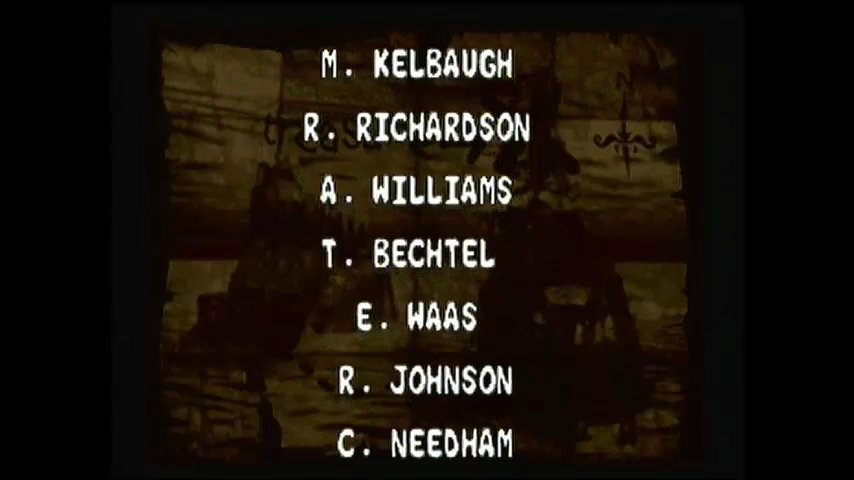 M. KELBAUGH
R. RICHARDSON
A. WILLIAMS
T. BECHTEL
E. WAAS
R. JOHNSON
C. NEEDHAM
N